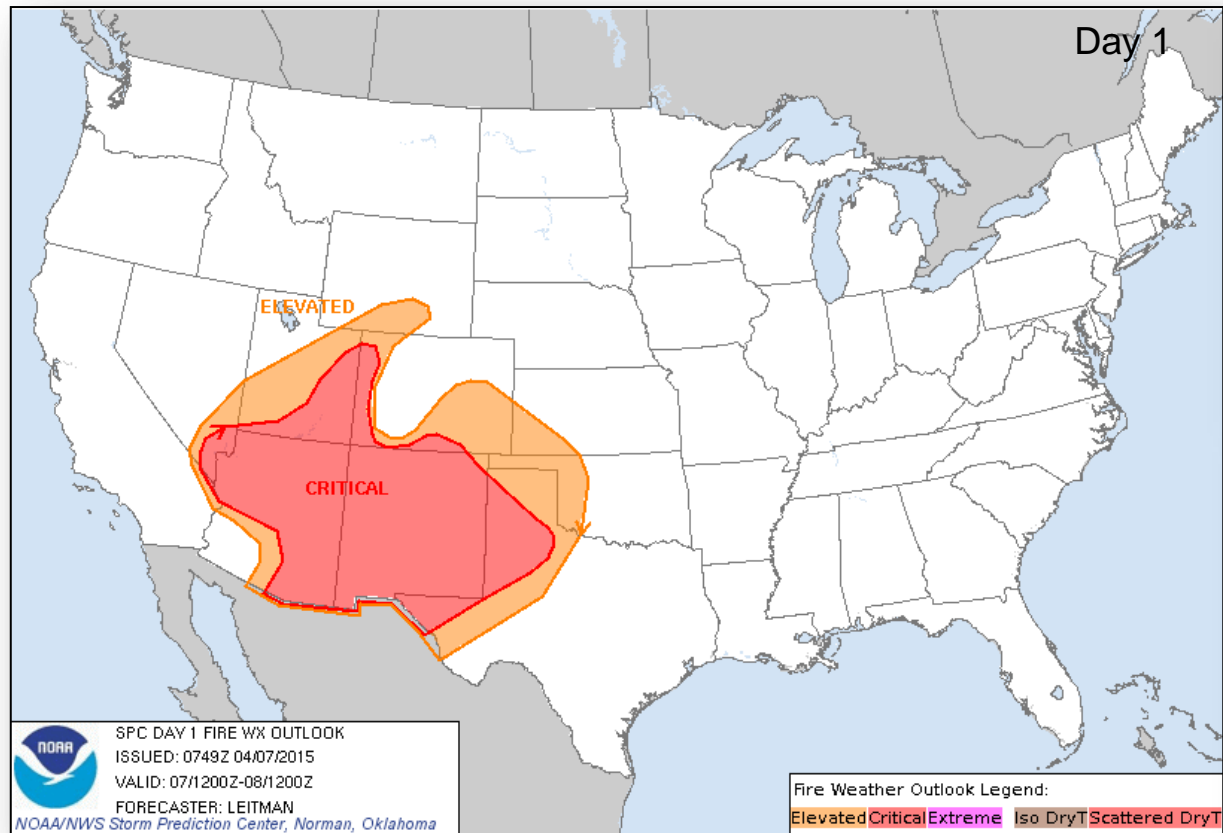 Day 1
ELEVATED
CRITICAL
NOAA
SPC DAY 1 FIRE WX OUTLOOK
ISSUED: 0749Z 04/07/2015
VALID: 07/1200Z-08/1200Z
FORECASTER: LEITMAN
NOAA/NWS Storm Prediction Center, Norman, Oklahoma
Fire Weather Outlook Legend:
Elevated Critical Extreme Iso DryT Scattered DryT